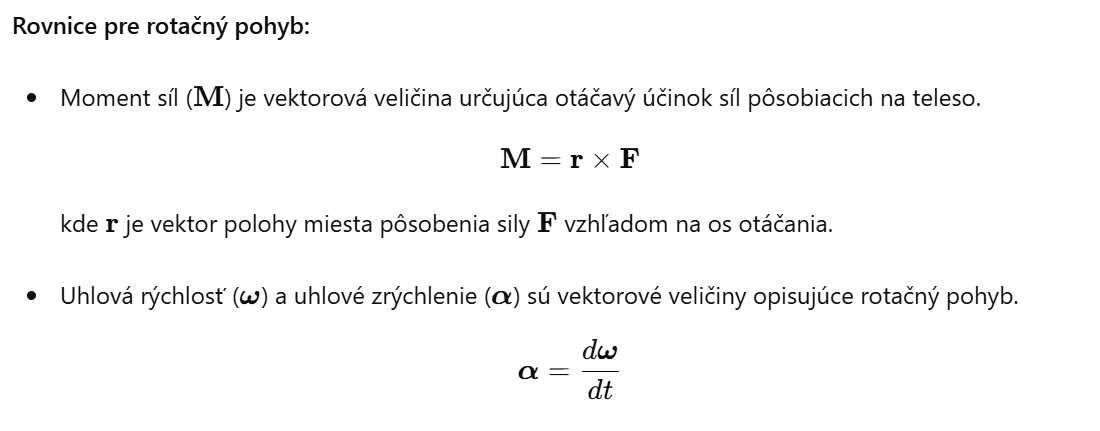 Rovnice pre rotačný pohyb:
• Moment síl (M) je vektorová veličina určujúca otáčavý účinok síl pôsobiacich na teleso.
M = r × F
kde r je vektor polohy miesta pôsobenia sily F vzhľadom na os otáčania.
• Uhlová rýchlosť (ω) a uhlové zrýchlenie (α) sú vektorové veličiny opisujúce rotačný pohyb.
α = dω/dt